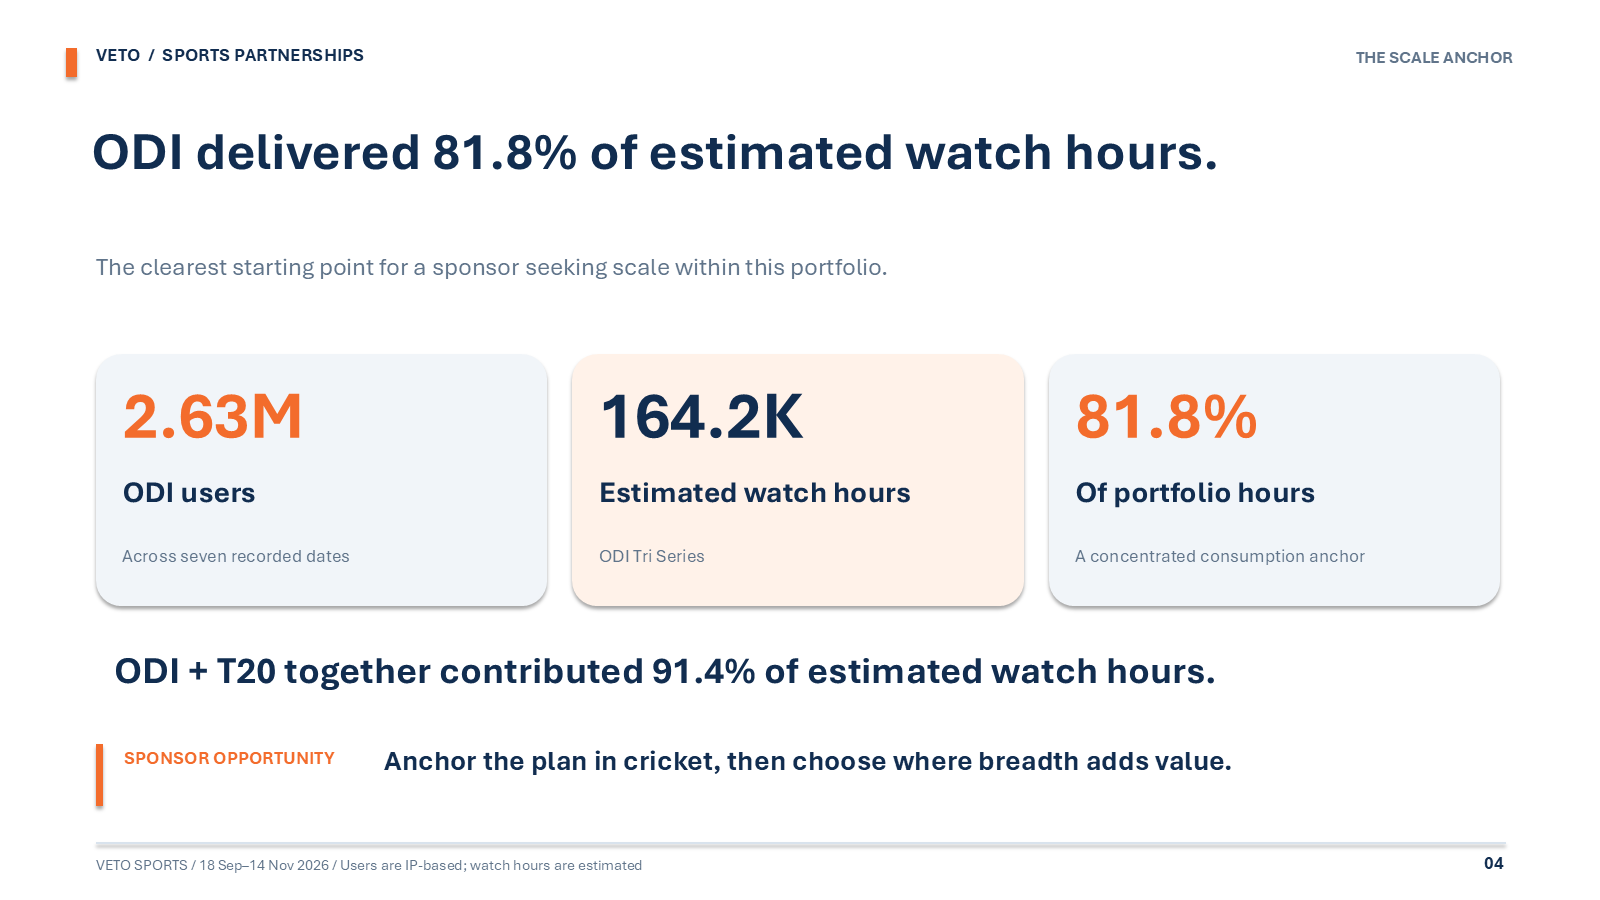 VETO / SPORTS PARTNERSHIPS
THE SCALE ANCHOR
ODI delivered 81.8% of estimated watch hours.
The clearest starting point for a sponsor seeking scale within this portfolio.
2.63M
ODI users
Across seven recorded dates
164.2K
Estimated watch hours
ODI Tri Series
81.8%
Of portfolio hours
A concentrated consumption anchor
ODI + T20 together contributed 91.4% of estimated watch hours.
SPONSOR OPPORTUNITY
Anchor the plan in cricket, then choose where breadth adds value.
VETO SPORTS / 18 Sep–14 Nov 2026 / Users are IP-based; watch hours are estimated
04